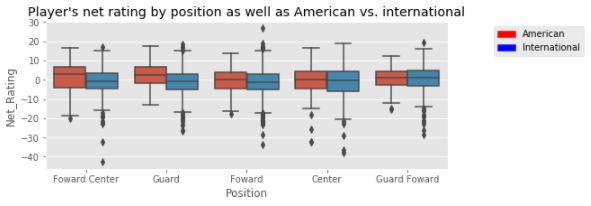 Player's net rating by position as well as American vs. international
American
International
Net_Rating
30
20
10
0
−10
−20
−30
−40
Foward Center
Guard
Foward
Center
Guard Foward
Position